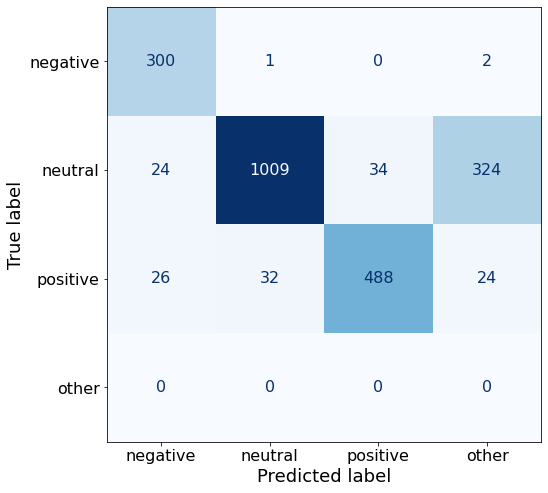 negative 300 1 0 2
neutral 24 1009 34 324
positive 26 32 488 24
other 0 0 0 0
negative neutral positive other
Predicted label
True label